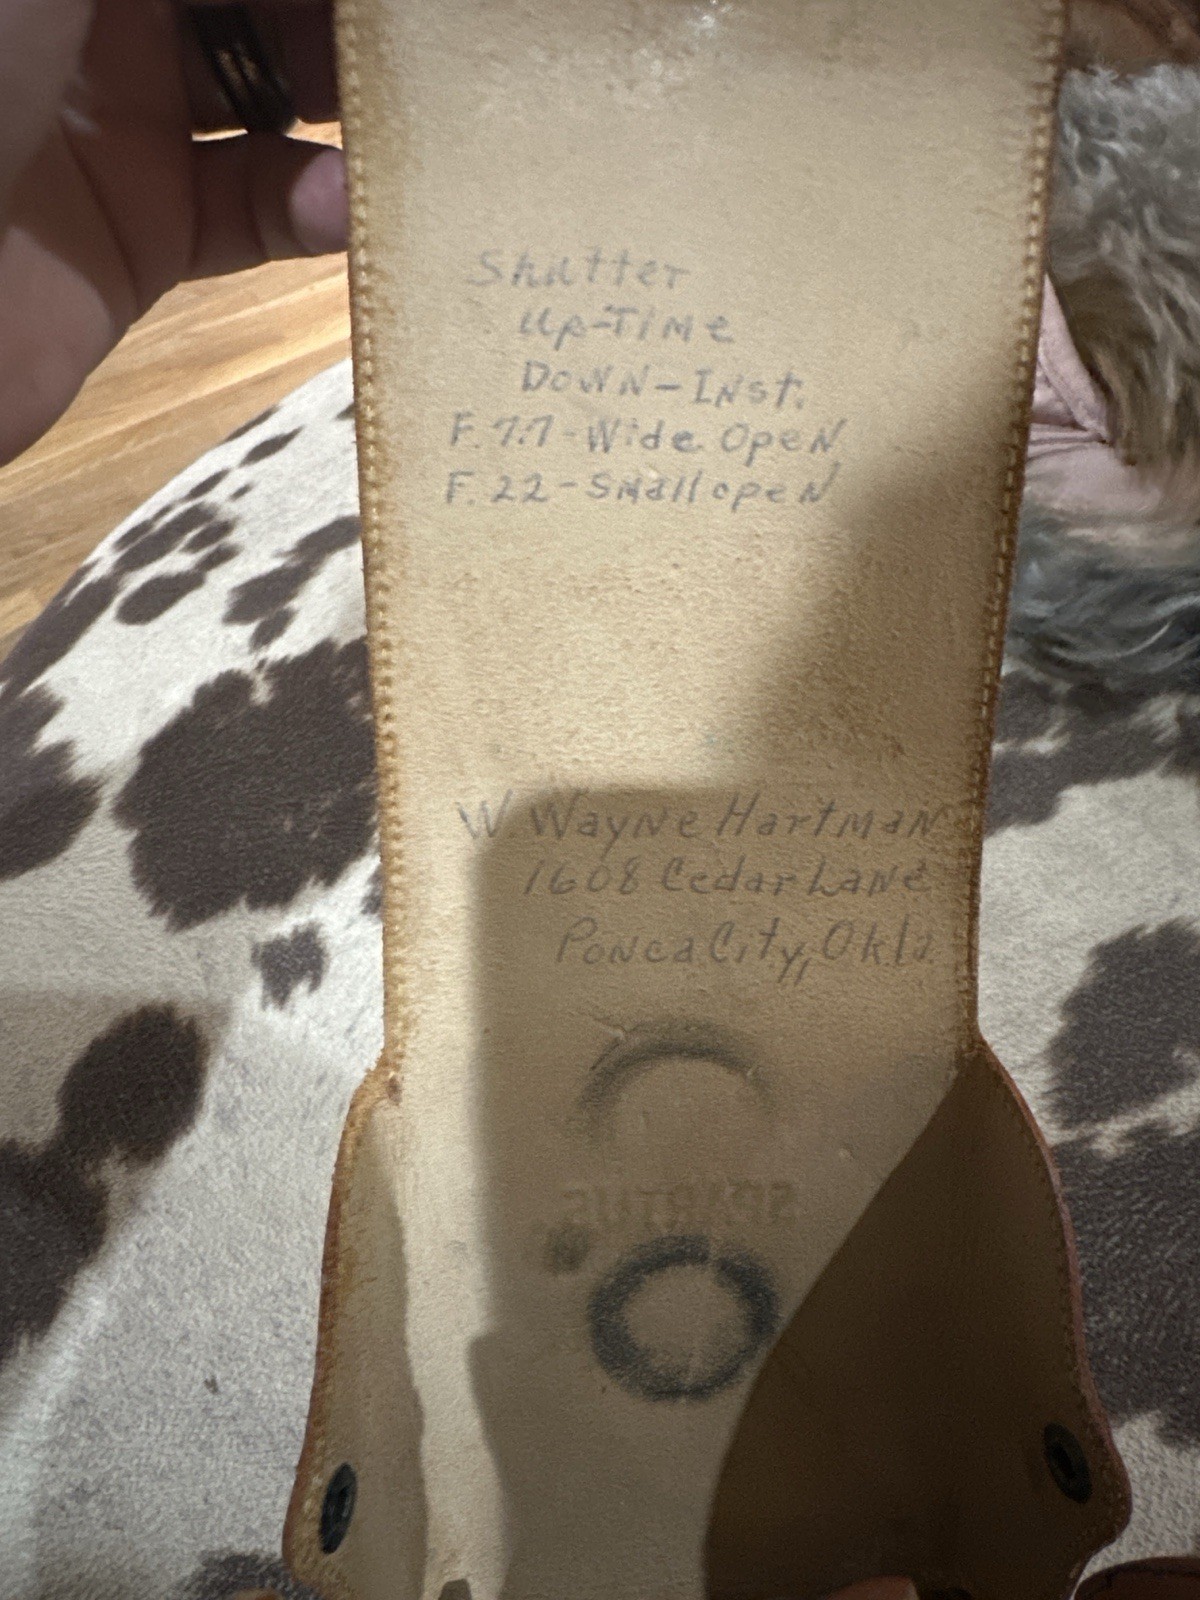 Shutter
Up-Time
Down-Inst.
F. 7.7-Wide Open
F. 22-Small open
W. Wayne Hartman
1608 Cedar Lane
Ponca City, Okla.
SPARTUS